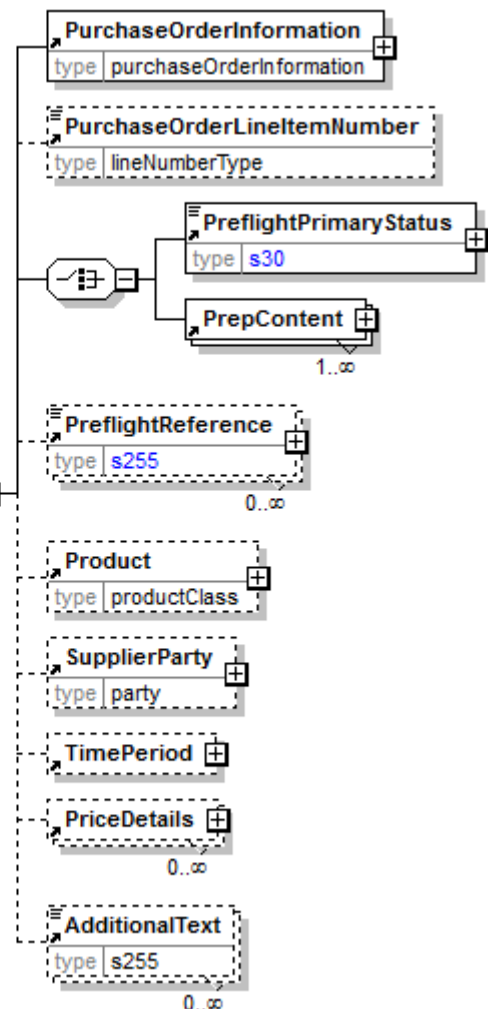 PurchaseOrderInformation
type purchaseOrderInformation
PurchaseOrderLineItemNumber
type lineNumberType
PreflightPrimaryStatus
type s30
PrepContent
1..∞
PreflightReference
type s255
0..∞
Product
type productClass
SupplierParty
type party
TimePeriod
PriceDetails
0..∞
AdditionalText
type s255
0..∞